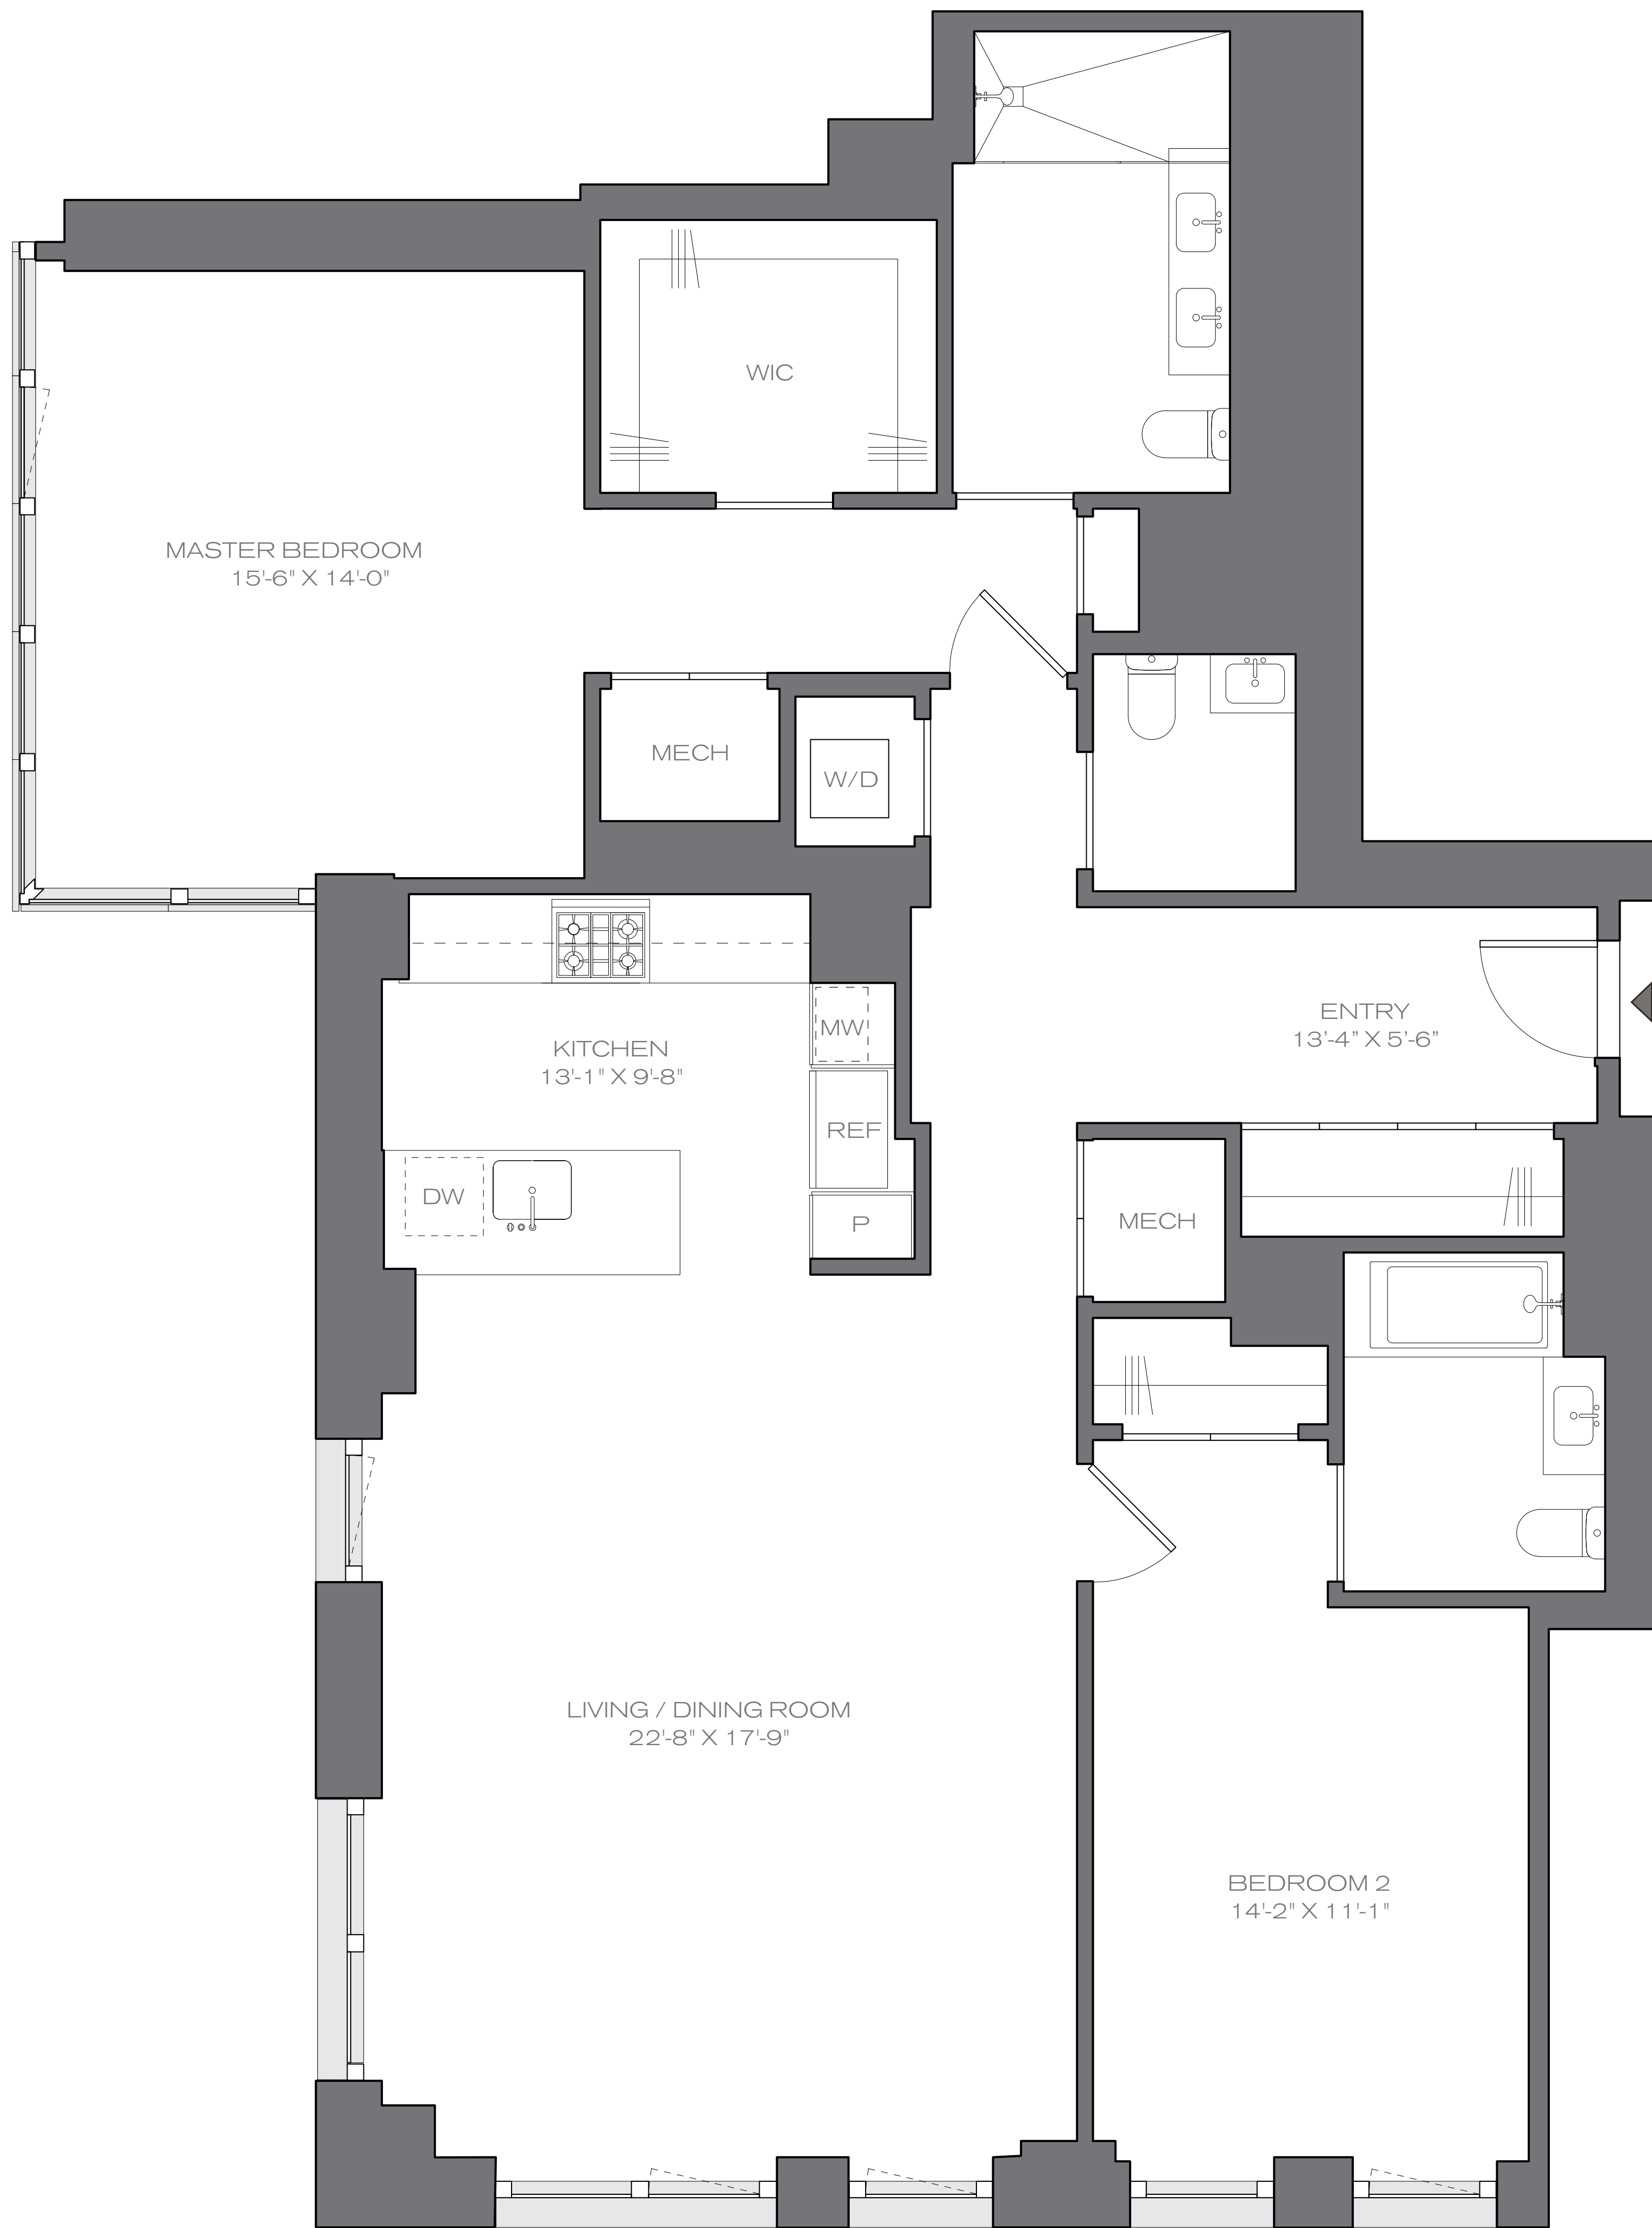 WIC
MASTER BEDROOM
15'-6" X 14'-0"
MECH
W/D
ENTRY
13'-4” X 5'-6”
MW
KITCHEN
13'-1" X 9'-8"
REF
DW
P
MECH
LIVING / DINING ROOM
22'-8" X 17'-9"
BEDROOM 2
14'-2" X 11'-1"